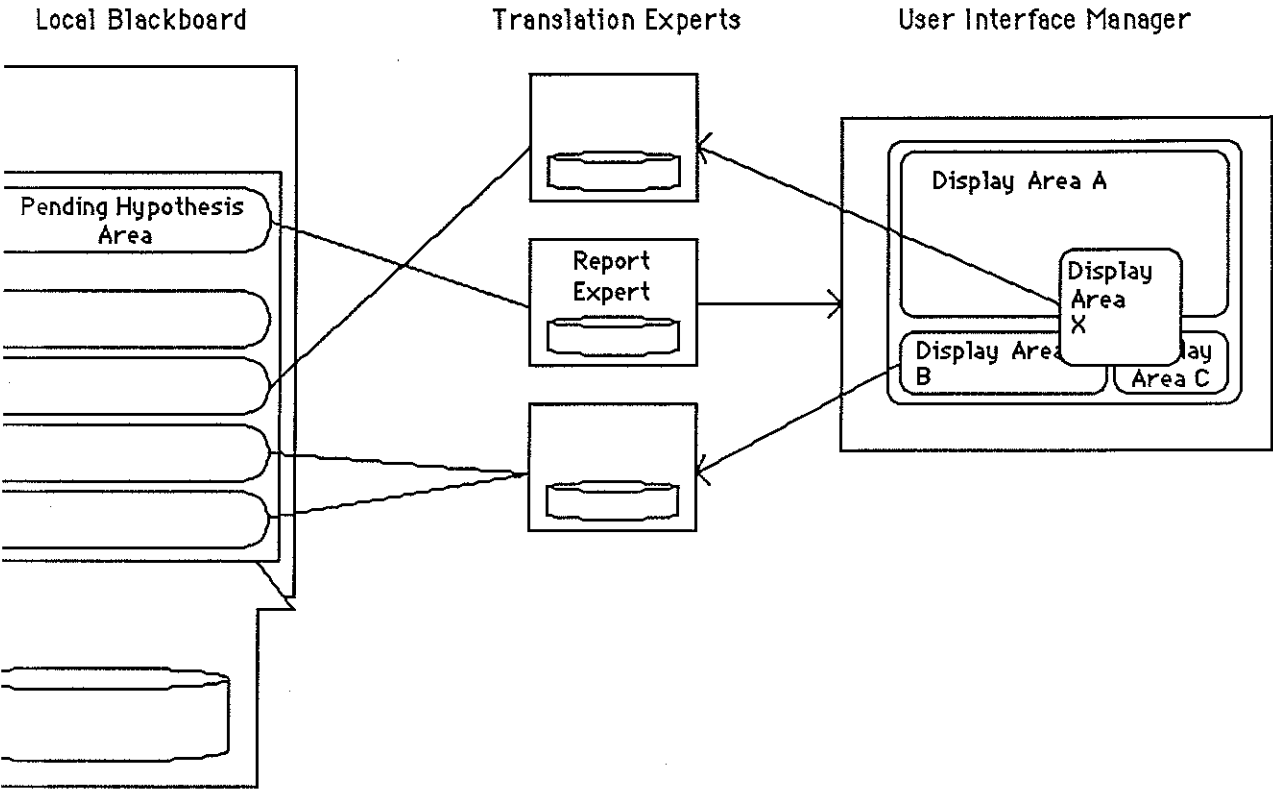 Local Blackboard
Translation Experts
User Interface Manager
Pending Hypothesis
Area
Report
Expert
Display Area A
Display
Area
X
Display Area
B
lay
Area C